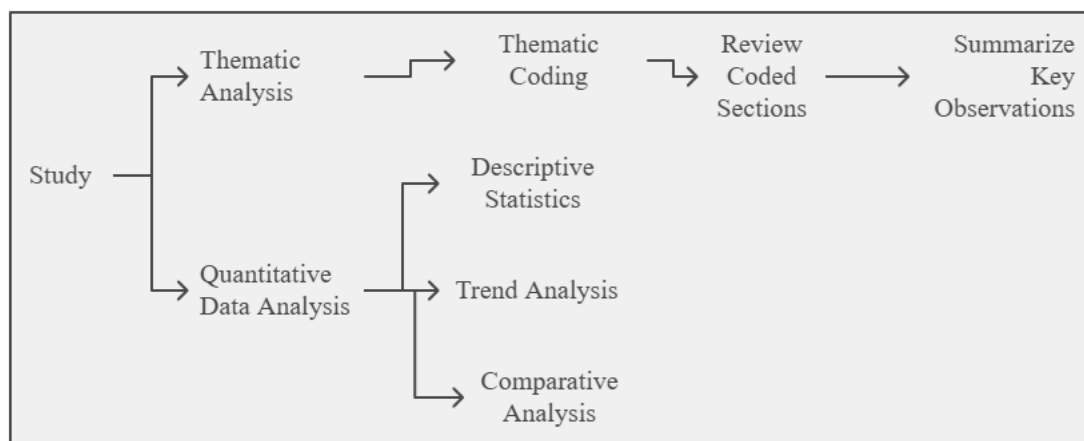 Thematic
Analysis
Thematic
Coding
Review
Coded
Sections
Summarize
Key
Observations
Study
Descriptive
Statistics
Quantitative
Data Analysis
Trend Analysis
Comparative
Analysis